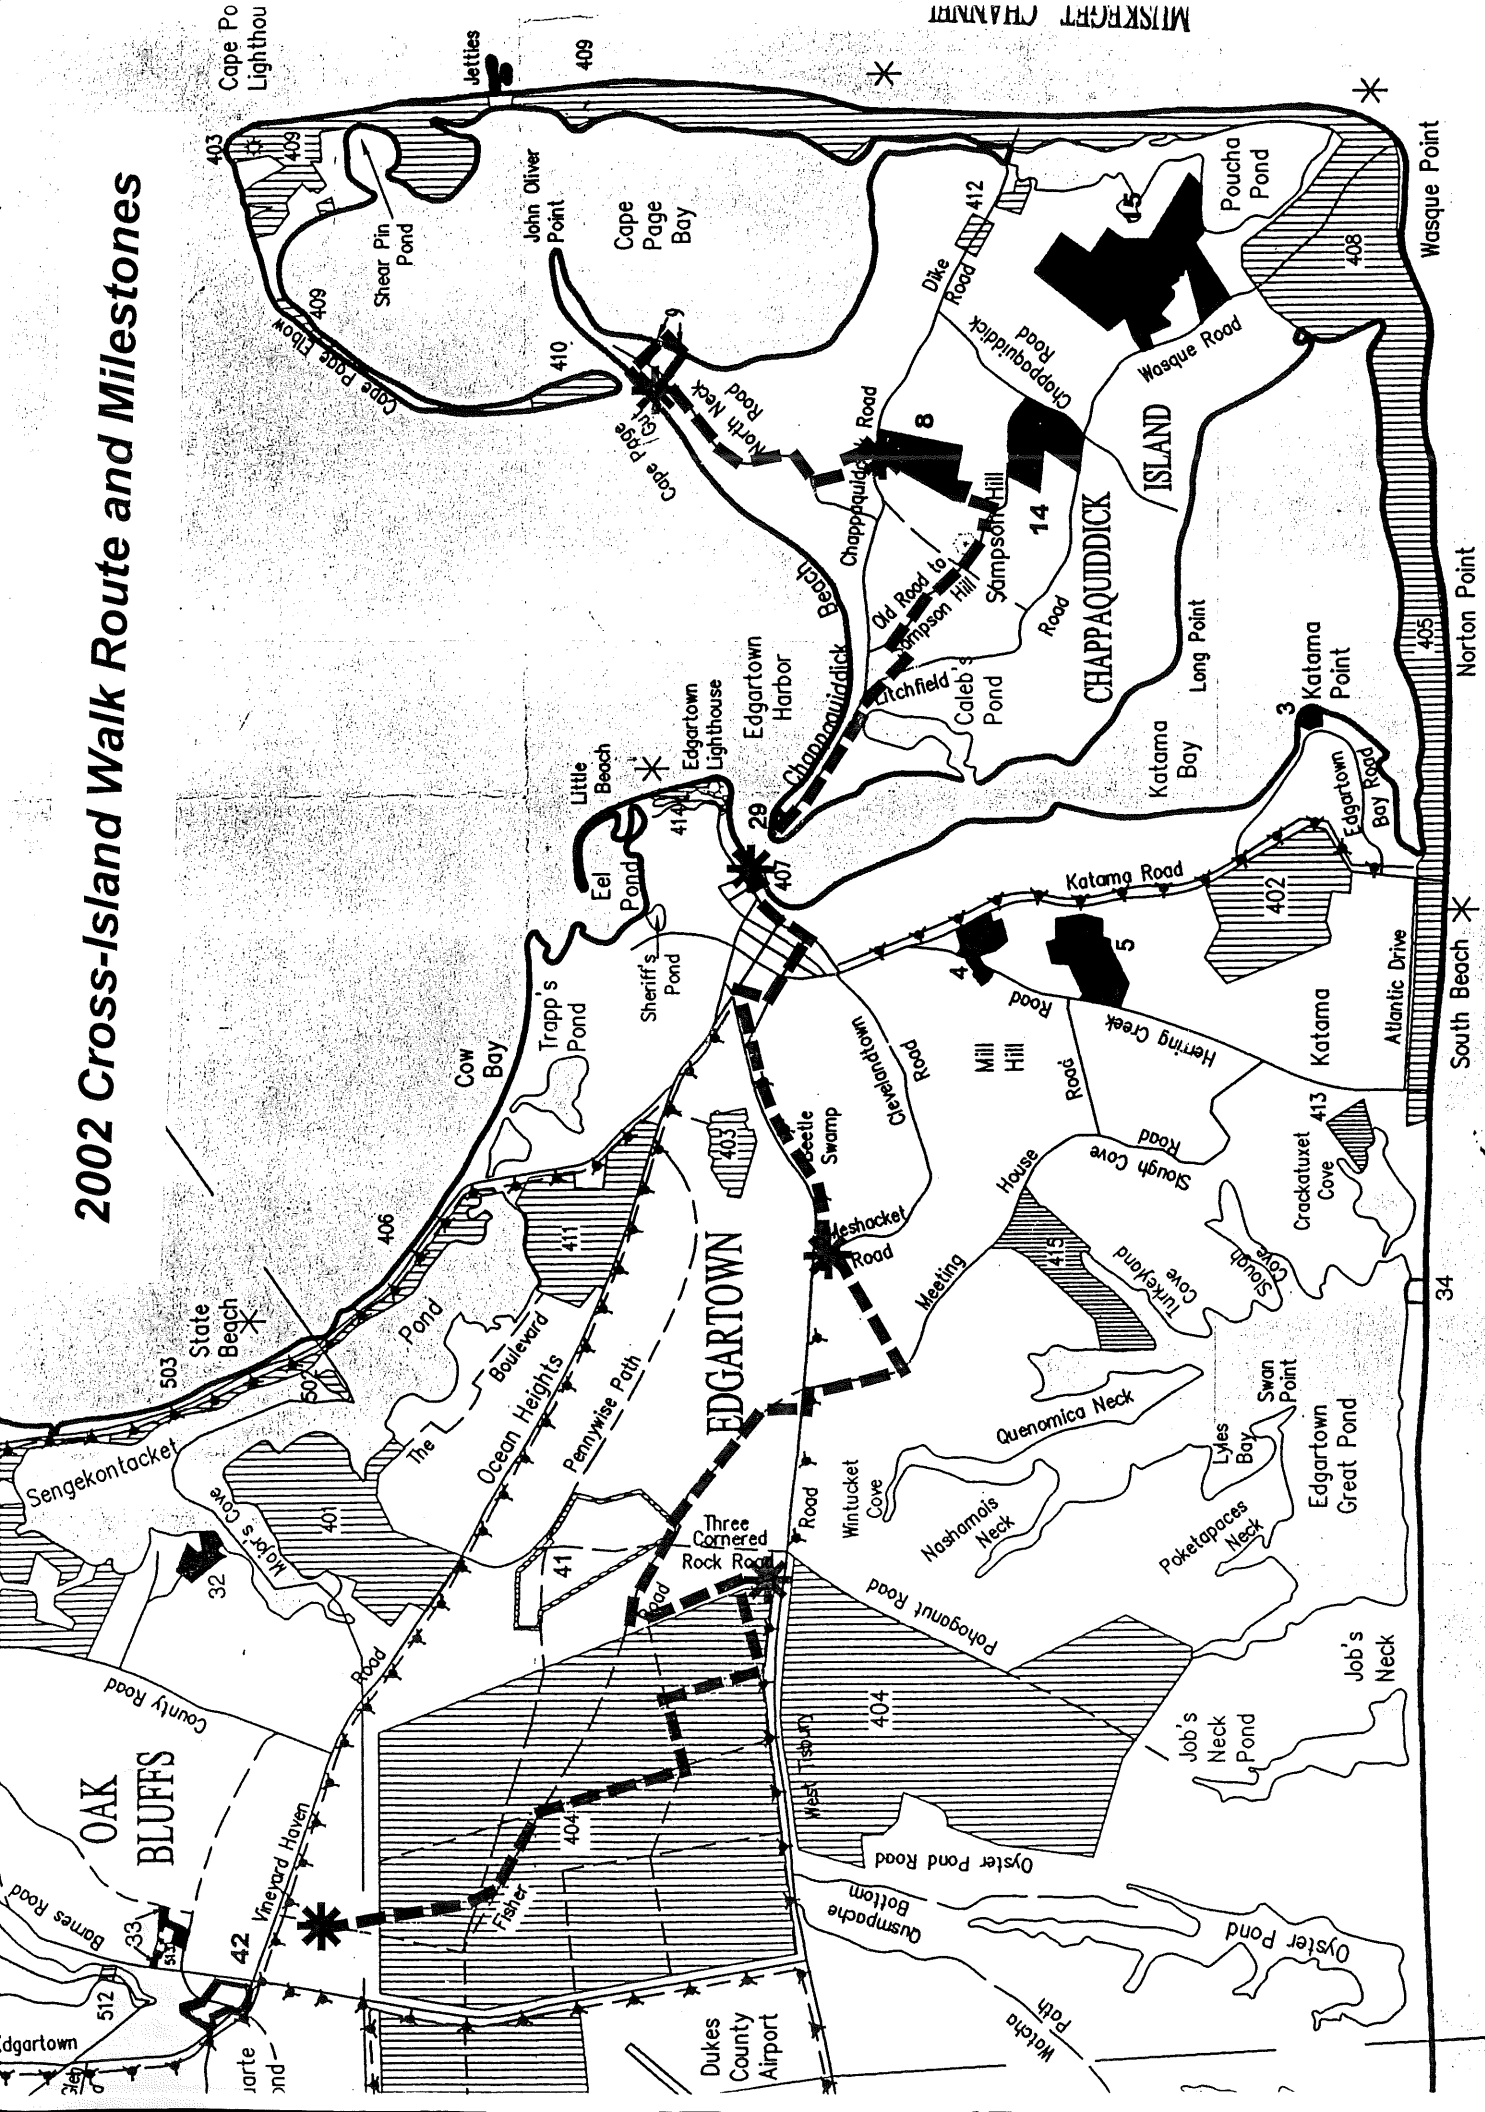 2002 Cross-Island Walk Route and Milestones
MUSKEGET CHANNEL
Cape Po
Lighthou
403
409
Jetties
409
Shear Pin
Pond
409
Cape Page Elbow
410
John Oliver
Point
Cape
Page
Bay
9
Cape Page
Gut
North Neck
Road
Dike
Road
412
15
Poucha
Pond
Wasque Point
408
Chappaquiddick
Road
Wasque Road
Road
8
14
Sampson Hill
Old Road to
Sampson Hill
Chappaquiddick
Beach
Road
CHAPPAQUIDDICK
ISLAND
Litchfield
Caleb's
Pond
Long Point
Katama
Bay
3
Katama
Point
405
Norton Point
Edgartown
Harbor
Edgartown
Lighthouse
Little
Beach
414
29
407
Eel
Pond
Sheriff's
Pond
Trapp's
Pond
Cow
Bay
Edgartown
Bay Road
Katama Road
402
4
5
Road
Herring Creek
Atlantic Drive
Katama
South Beach
Mill
Hill
Road
Clevelandtown
Road
Beetle
Swamp
403
Meshacket
Road
Meeting
House
Slough Cove
Road
Crackatuxet
Cove
413
415
Turkeyland
Cove
Slough
Cove
34
406
State
Beach
503
502
411
Pond
The
Boulevard
Ocean Heights
Pennywise Path
EDGARTOWN
Sengekontacket
Major's Cove
401
32
41
Three
Cornered
Rock Road
Road
Road
Wintucket
Cove
Quenomica Neck
Nashamois
Neck
Lyles
Bay
Swan
Point
Edgartown
Great Pond
Poketapaces
Neck
Pohoganut Road
Job's
Neck
Job's
Neck
Pond
404
404
West Tisbury
County Road
Road
OAK
BLUFFS
Vineyard Haven
Barnes Road
33
513
42
512
Fisher
Oyster Pond Road
Quampache
Bottom
Oyster Pond
Watcha
Path
Dukes
County
Airport
dgartown